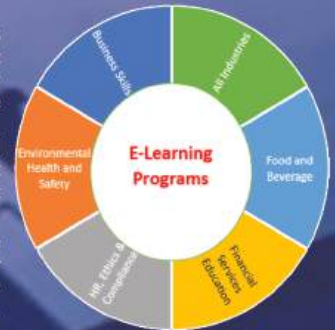 Business Skills
All Industries
Environmental
Health and
Safety
E-Learning
Programs
Food and
Beverage
HR, Ethics &
Compliance
Financial
Services
Education